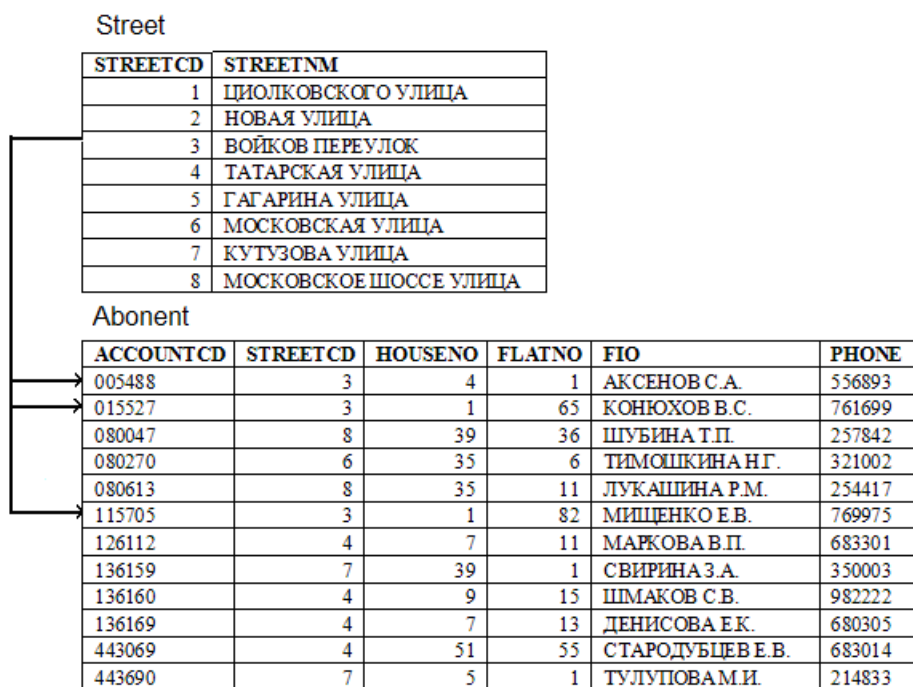 Street
STREETCD STREETNM
1 ЦИОЛКОВСКОГО УЛИЦА
2 НОВАЯ УЛИЦА
3 ВОЙКОВ ПЕРЕУЛОК
4 ТАТАРСКАЯ УЛИЦА
5 ГАГАРИНА УЛИЦА
6 МОСКОВСКАЯ УЛИЦА
7 КУТУЗОВА УЛИЦА
8 МОСКОВСКОЕ ШОССЕ УЛИЦА
Abonent
ACCOUNTCD STREETCD HOUSENO FLATNO FIO PHONE
005488 3 4 1 АКСЕНОВ С.А. 556893
015527 3 1 65 КОНЮХОВ В.С. 761699
080047 8 39 36 ШУБИНА Т.П. 257842
080270 6 35 6 ТИМОШКИНА Н.Г. 321002
080613 8 35 11 ЛУКАШИНА Р.М. 254417
115705 3 1 82 МИЩЕНКО Е.В. 769975
126112 4 7 11 МАРКОВА В.П. 683301
136159 7 39 1 СВИРИНА З.А. 350003
136160 4 9 15 ШМАКОВ С.В. 982222
136169 4 7 13 ДЕНИСОВА Е.К. 680305
443069 4 51 55 СТАРОДУБЦЕВ Е.В. 683014
443690 7 5 1 ТУЛУПОВА М.И. 214833